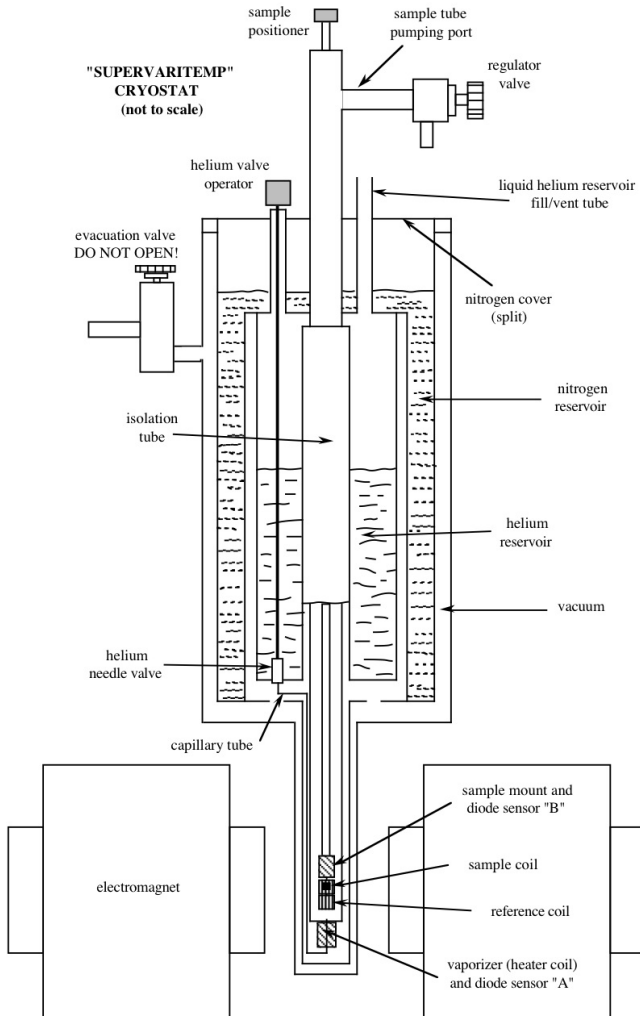 sample
positioner
sample tube
pumping port
"SUPERVARITEMP"
CRYOSTAT
(not to scale)
regulator
valve
helium valve
operator
liquid helium reservoir
fill/vent tube
evacuation valve
DO NOT OPEN!
nitrogen cover
(split)
nitrogen
reservoir
isolation
tube
helium
reservoir
vacuum
helium
needle valve
capillary tube
sample mount and
diode sensor "B"
sample coil
electromagnet
reference coil
vaporizer (heater coil)
and diode sensor "A"